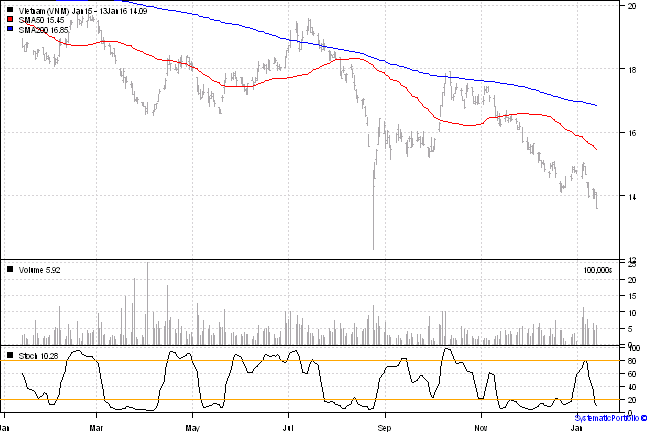 Vietnam (VNM) Jan 15 - 13Jan16 14.09
SMA50 15.45
SMA200 16.85
20
18
16
14
12
Volume 5.92
100,000s
25
20
15
10
5
Stoch 10.28
100
80
60
40
20
0
Jan
Mar
May
Jul
Sep
Nov
Jan
SystematicPortfolio ©